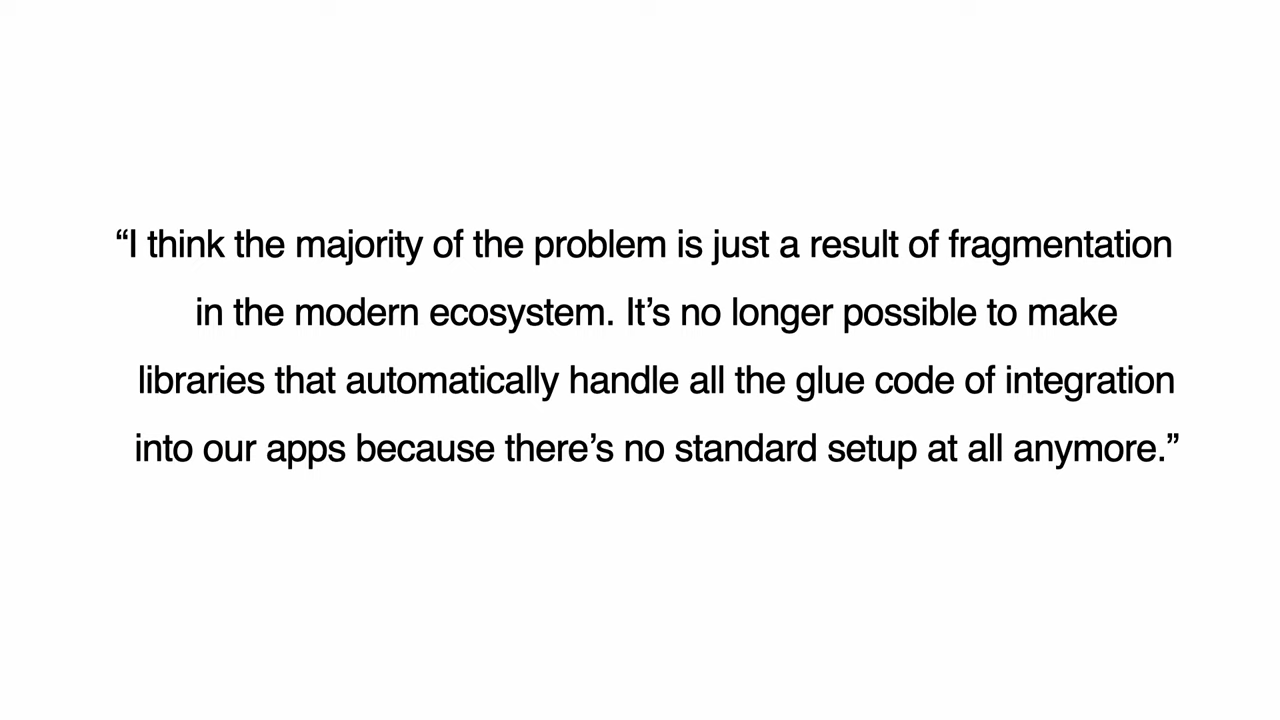 “I think the majority of the problem is just a result of fragmentation
in the modern ecosystem. It’s no longer possible to make
libraries that automatically handle all the glue code of integration
into our apps because there’s no standard setup at all anymore.”